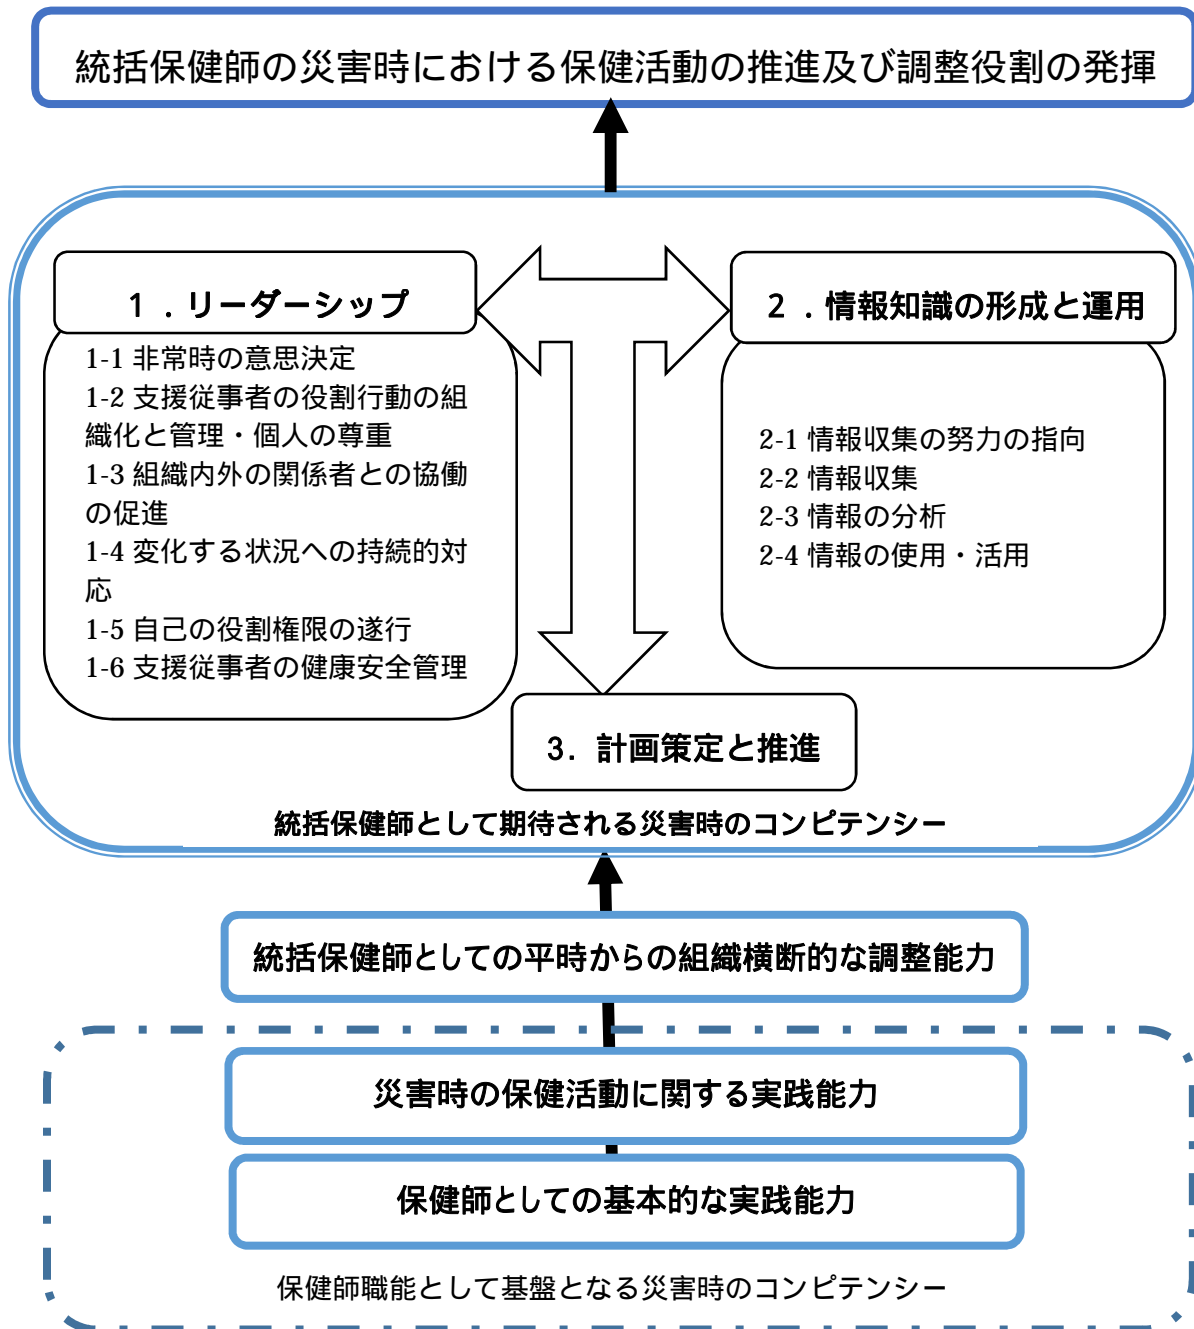 統括保健師の災害時における保健活動の推進及び調整役割の発揮
1．リーダーシップ
1-1 非常時の意思決定
1-2 支援従事者の役割行動の組
織化と管理・個人の尊重
1-3 組織内外の関係者との協働
の促進
1-4 変化する状況への持続的対
応
1-5 自己の役割権限の遂行
1-6 支援従事者の健康安全管理
2．情報知識の形成と運用
2-1 情報収集の努力の指向
2-2 情報収集
2-3 情報の分析
2-4 情報の使用・活用
3. 計画策定と推進
統括保健師として期待される災害時のコンピテンシー
統括保健師としての平時からの組織横断的な調整能力
災害時の保健活動に関する実践能力
保健師としての基本的な実践能力
保健師職能として基盤となる災害時のコンピテンシー